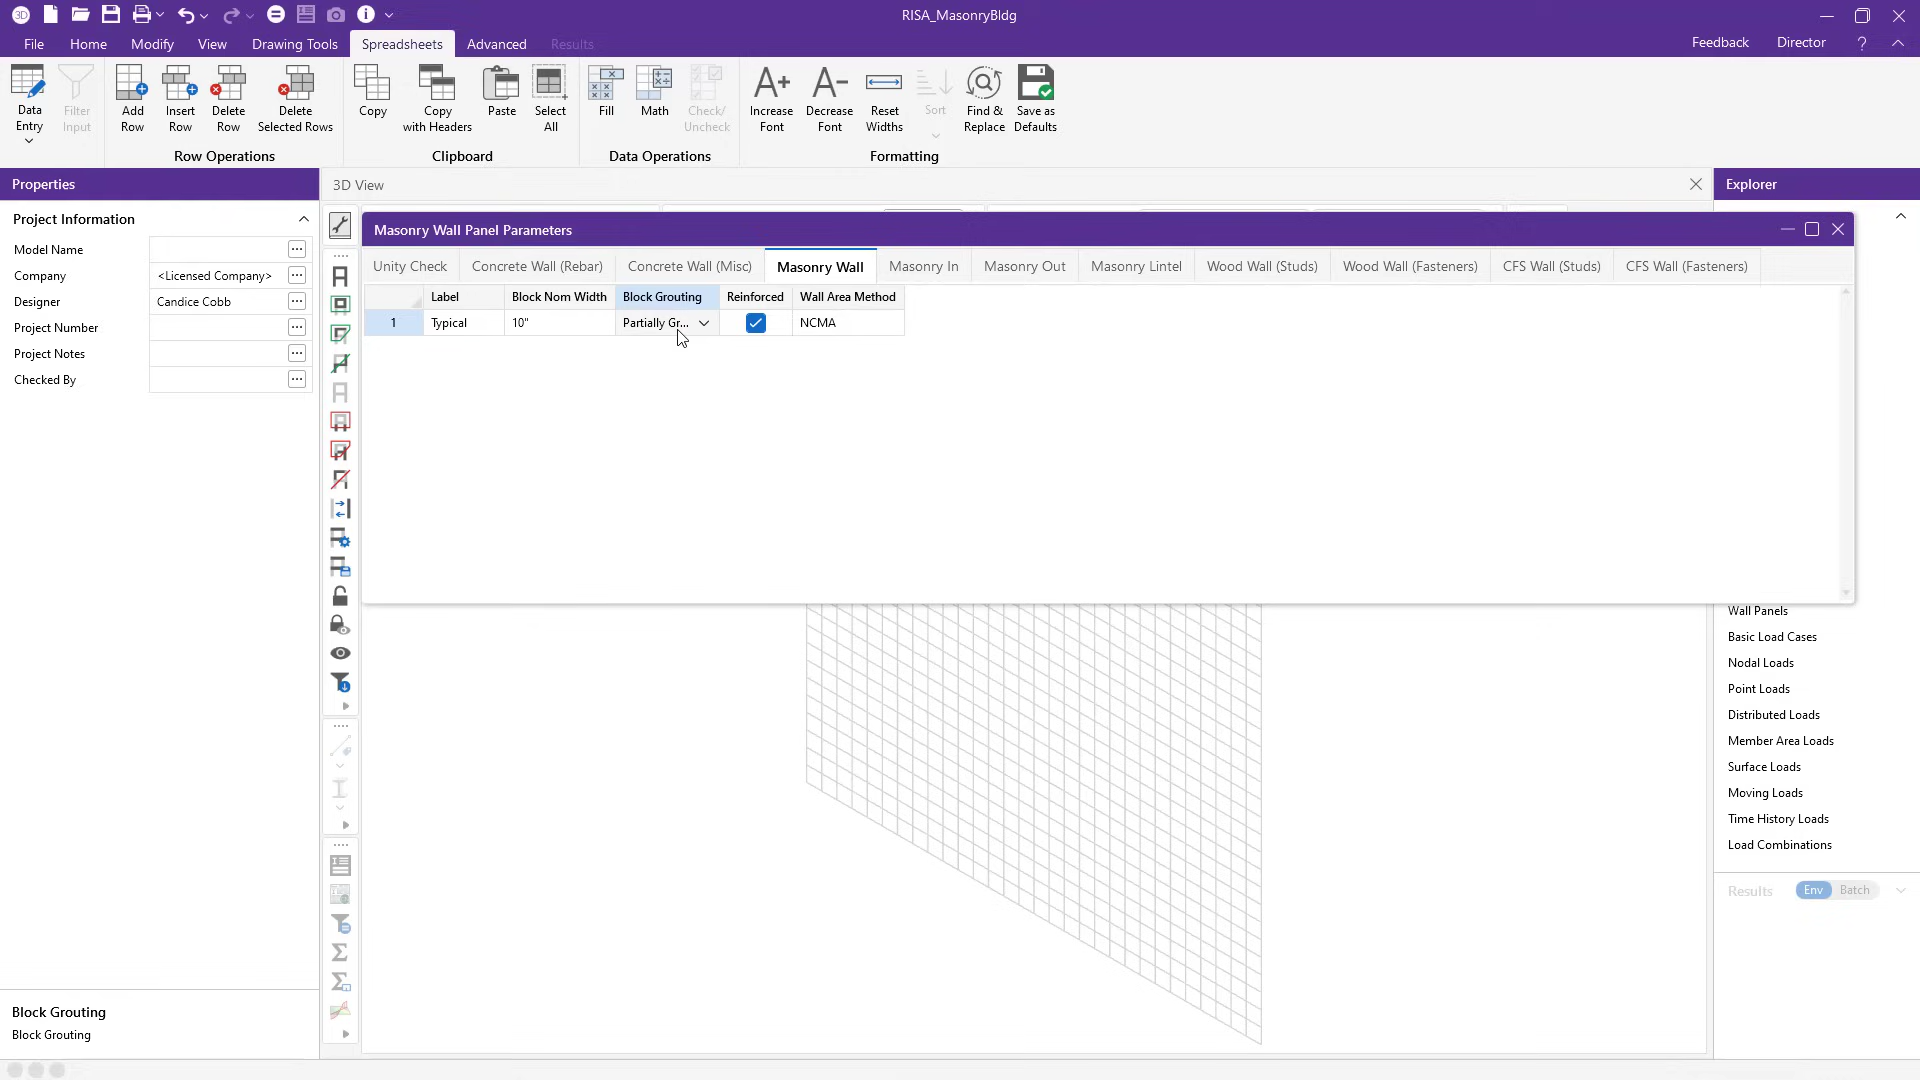 3D
RISA_MasonryBldg
File Home Modify View Drawing Tools Spreadsheets Advanced Results
Feedback Director ?
Data Entry
Filter Input
Add Row
Insert Row
Delete Row
Delete Selected Rows
Row Operations
Copy
Copy with Headers
Paste
Select All
Clipboard
Fill
Math
Check/ Uncheck
Data Operations
A+ Increase Font
A- Decrease Font
Reset Widths
Sort
Find & Replace
Save as Defaults
Formatting
Properties
Project Information
Model Name
Company <Licensed Company>
Designer Candice Cobb
Project Number
Project Notes
Checked By
3D View
Masonry Wall Panel Parameters
Unity Check Concrete Wall (Rebar) Concrete Wall (Misc) Masonry Wall Masonry In Masonry Out Masonry Lintel Wood Wall (Studs) Wood Wall (Fasteners) CFS Wall (Studs) CFS Wall (Fasteners)
Label Block Nom Width Block Grouting Reinforced Wall Area Method
1 Typical 10" Partially Gr... NCMA
Explorer
Wall Panels
Basic Load Cases
Nodal Loads
Point Loads
Distributed Loads
Member Area Loads
Surface Loads
Moving Loads
Time History Loads
Load Combinations
Results Env Batch
Block Grouting
Block Grouting